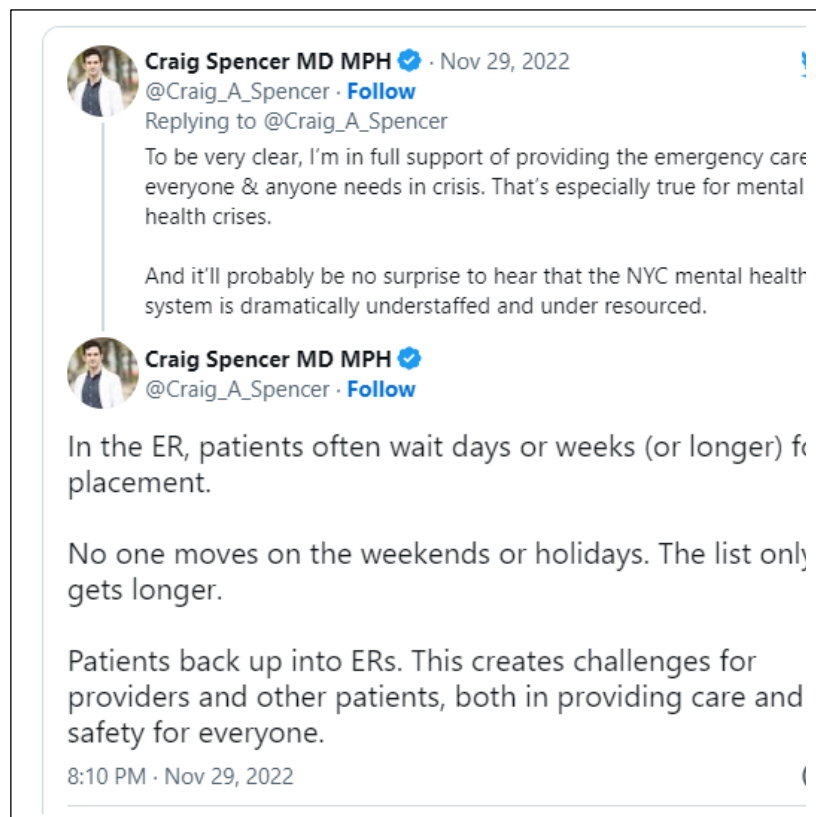 Craig Spencer MD MPH · Nov 29, 2022
@Craig_A_Spencer · Follow
Replying to @Craig_A_Spencer
To be very clear, I'm in full support of providing the emergency care
everyone & anyone needs in crisis. That's especially true for mental
health crises.
And it'll probably be no surprise to hear that the NYC mental health
system is dramatically understaffed and under resourced.
Craig Spencer MD MPH
@Craig_A_Spencer · Follow
In the ER, patients often wait days or weeks (or longer)
placement.
No one moves on the weekends or holidays. The list only
gets longer.
Patients back up into ERs. This creates challenges for
providers and other patients, both in providing care and
safety for everyone.
8:10 PM · Nov 29, 2022